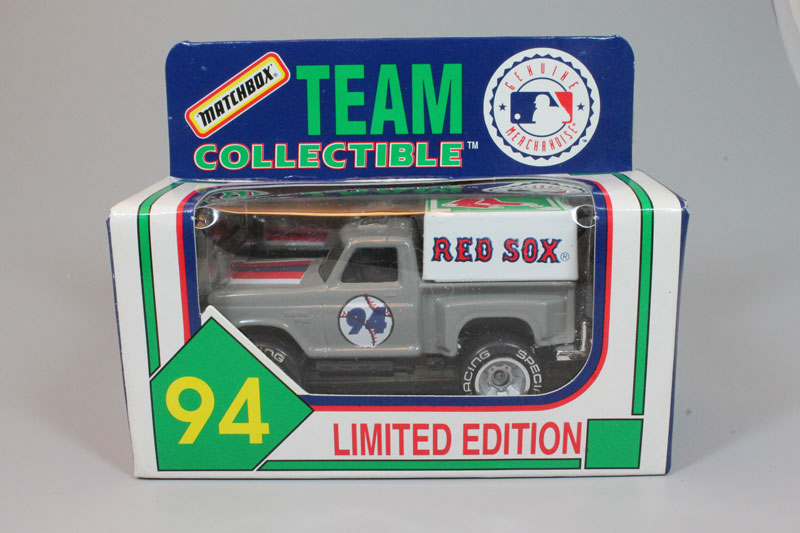 MATCHBOX®
TEAM
COLLECTIBLE™
GENUINE
MERCHANDISE
RED SOX®
94
RACING SPECIAL
94
LIMITED EDITION